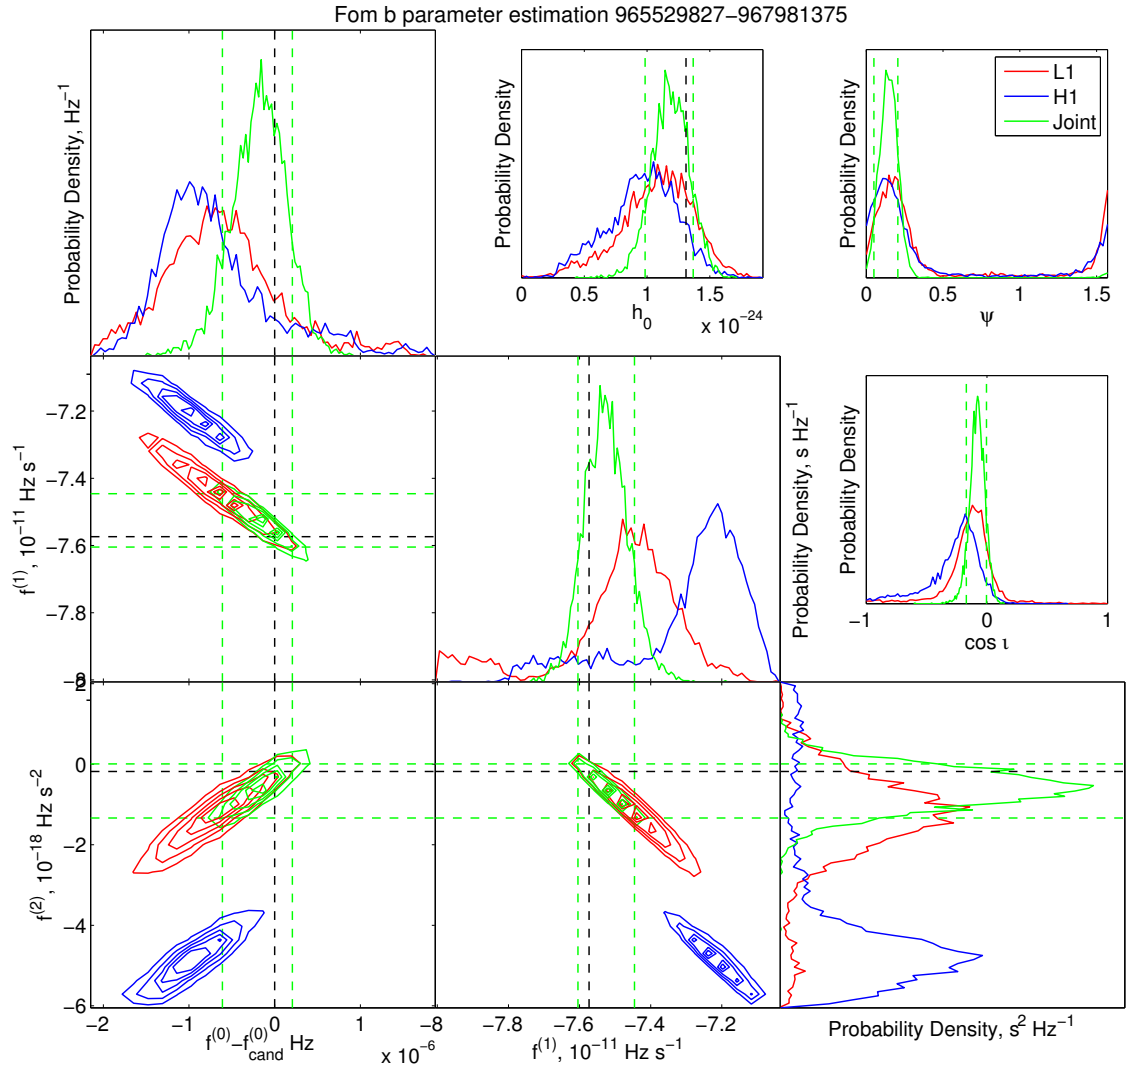 Fom b parameter estimation 965529827−967981375
Probability Density, Hz⁻¹
Probability Density
0 0.5 1 1.5
h₀
x 10⁻²⁴
Probability Density
L1
H1
Joint
0 0.5 1 1.5
ψ
−7.2
−7.4
−7.6
−7.8
−8
f⁽¹⁾, 10⁻¹¹ Hz s⁻¹
Probability Density, s Hz⁻¹
Probability Density
−1 0 1
cos ι
2
0
−2
−4
−6
f⁽²⁾, 10⁻¹⁸ Hz s⁻²
−2 −1 0 1
f⁽⁰⁾−f⁽⁰⁾cand Hz
x 10⁻⁶
−8 −7.8 −7.6 −7.4 −7.2
f⁽¹⁾, 10⁻¹¹ Hz s⁻¹
Probability Density, s² Hz⁻¹